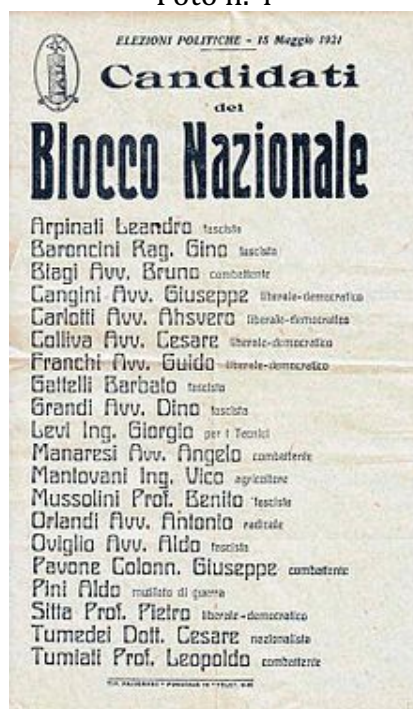 Foto n. 1
ELEZIONI POLITICHE - 15 Maggio 1921
Candidati
del
Blocco Nazionale
Arpinati Leandro fascista
Baroncini Rag. Gino fascista
Biagi Avv. Bruno combattente
Cangini Avv. Giuseppe liberale-democratico
Carlotti Avv. Ahsvero liberale-democratico
Colliva Avv. Cesare liberale-democratico
Franchi Avv. Guido liberale-democratico
Gattelli Barbato fascista
Grandi Avv. Dino fascista
Levi Ing. Giorgio per i Tecnici
Manaresi Avv. Angelo combattente
Mantovani Ing. Vico agricoltore
Mussolini Prof. Benito fascista
Orlandi Avv. Antonio radicale
Oviglio Avv. Aldo fascista
Pavone Colonn. Giuseppe combattente
Pini Aldo mutilato di guerra
Sitta Prof. Pietro liberale-democratico
Tumedei Dott. Cesare nazionalista
Tumiati Prof. Leopoldo combattente